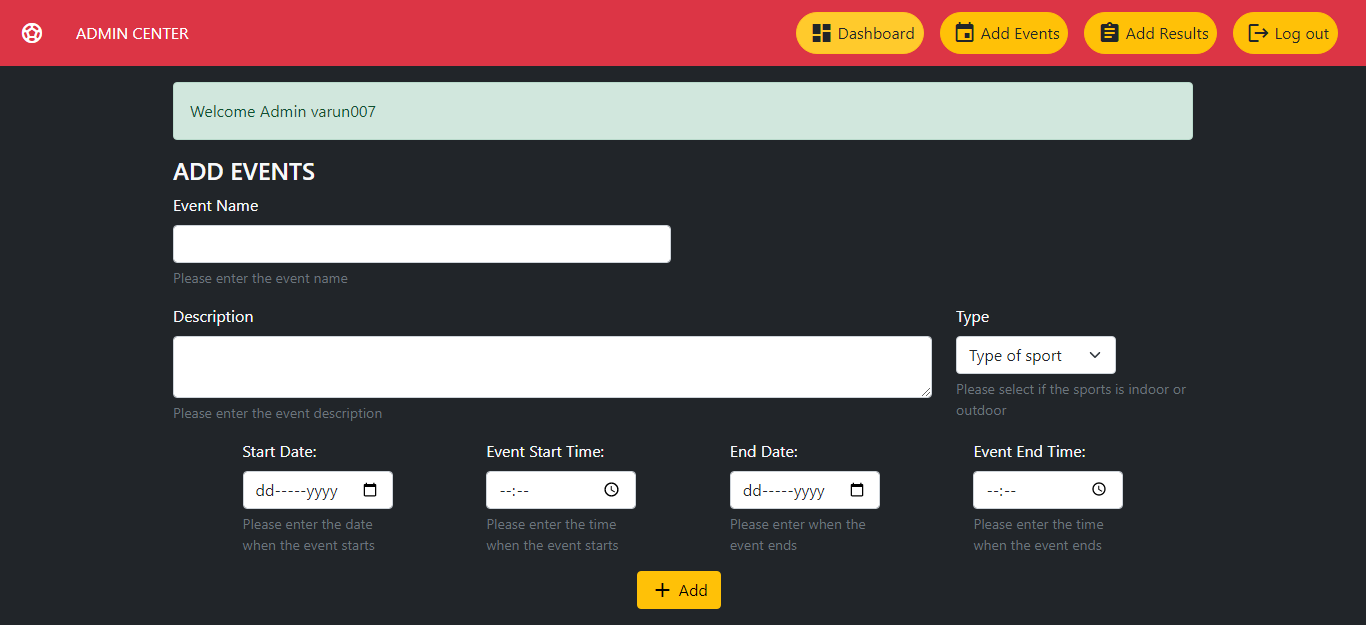 ADMIN CENTER Dashboard Add Events Add Results Log out
Welcome Admin varun007
ADD EVENTS
Event Name
Please enter the event name
Description Type
Type of sport
Please select if the sports is indoor or
outdoor
Please enter the event description
Start Date: Event Start Time: End Date: Event End Time:
dd-----yyyy --:-- dd-----yyyy --:--
Please enter the date Please enter the time Please enter when the Please enter the time
when the event starts when the event starts event ends when the event ends
Add